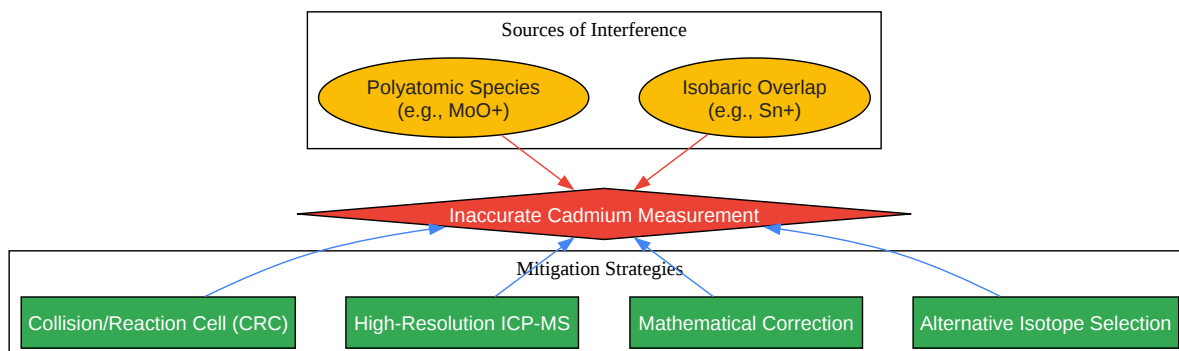 Sources of Interference
Polyatomic Species
(e.g., MoO+)
Isobaric Overlap
(e.g., Sn+)
Inaccurate Cadmium Measurement
Mitigation Strategies
Collision/Reaction Cell (CRC)
High-Resolution ICP-MS
Mathematical Correction
Alternative Isotope Selection